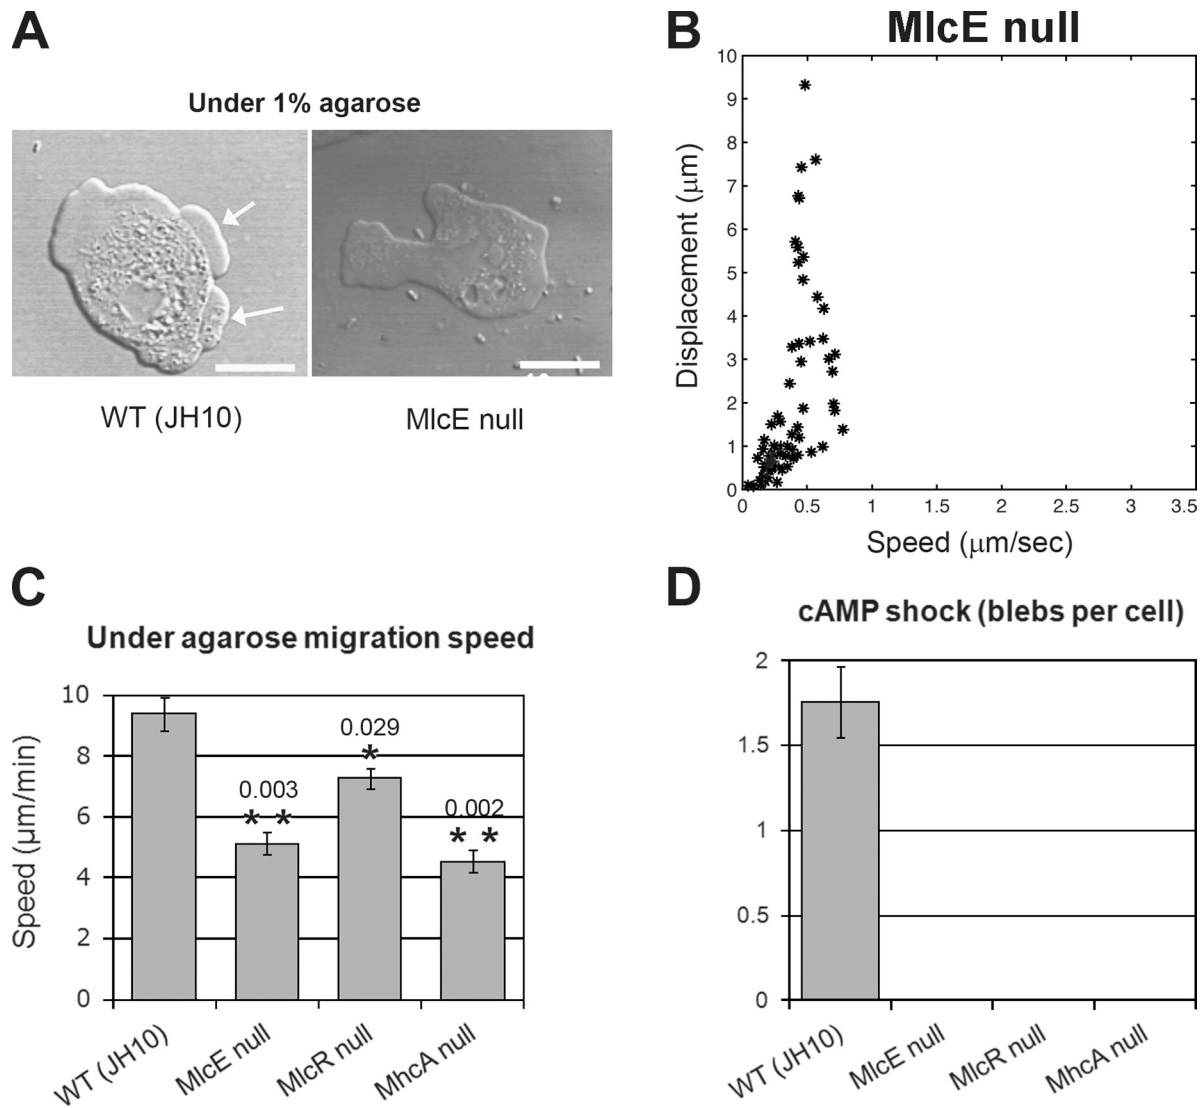 A
Under 1% agarose
WT (JH10)
MlcE null
B
MlcE null
10
9
8
7
6
5
4
3
2
1
0
Displacement (μm)
0
0.5
1
1.5
2
2.5
3
3.5
Speed (μm/sec)
C
Under agarose migration speed
10
8
6
4
2
0
Speed (μm/min)
0.003
* *
0.029
*
0.002
* *
WT (JH10)
MlcE null
MlcR null
MhcA null
D
cAMP shock (blebs per cell)
2
1.5
1
0.5
0
WT (JH10)
MlcE null
MlcR null
MhcA null